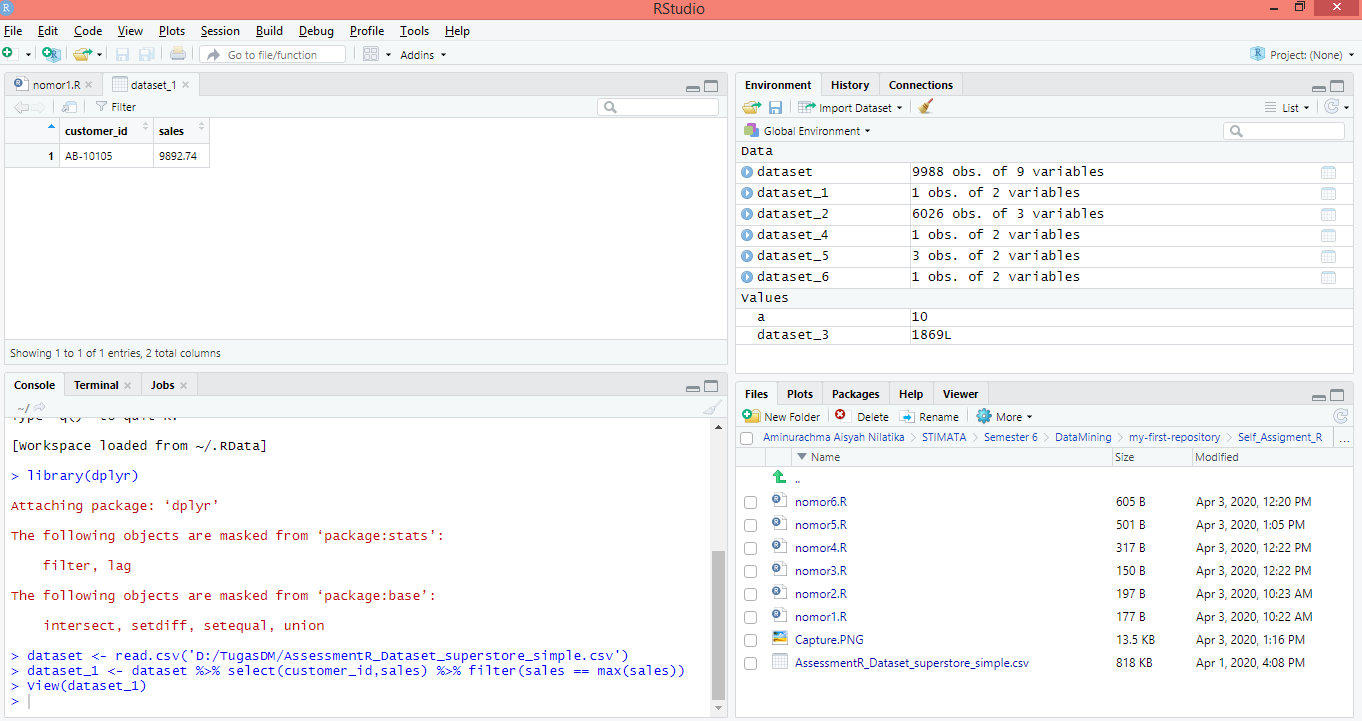 RStudio
File Edit Code View Plots Session Build Debug Profile Tools Help
Go to file/function Addins Project: (None)
nomor1.R dataset_1
Filter
customer_id sales
1 AB-10105 9892.74
Showing 1 to 1 of 1 entries, 2 total columns
Console Terminal Jobs
~/
Type 'q()' to quit R.
[Workspace loaded from ~/.RData]
> library(dplyr)
Attaching package: ‘dplyr’
The following objects are masked from ‘package:stats’:
filter, lag
The following objects are masked from ‘package:base’:
intersect, setdiff, setequal, union
> dataset <- read.csv('D:/TugasDM/AssessmentR_Dataset_superstore_simple.csv')
> dataset_1 <- dataset %>% select(customer_id,sales) %>% filter(sales == max(sales))
> View(dataset_1)
>
Environment History Connections
Import Dataset List
Global Environment
Data
dataset 9988 obs. of 9 variables
dataset_1 1 obs. of 2 variables
dataset_2 6026 obs. of 3 variables
dataset_4 1 obs. of 2 variables
dataset_5 3 obs. of 2 variables
dataset_6 1 obs. of 2 variables
Values
a 10
dataset_3 1869L
Files Plots Packages Help Viewer
New Folder Delete Rename More
Aminurachma Aisyah Nilatika > STIMATA > Semester 6 > DataMining > my-first-repository > Self_Assigment_R ...
Name Size Modified
..
nomor6.R 605 B Apr 3, 2020, 12:20 PM
nomor5.R 501 B Apr 3, 2020, 1:05 PM
nomor4.R 317 B Apr 3, 2020, 12:22 PM
nomor3.R 150 B Apr 3, 2020, 12:22 PM
nomor2.R 197 B Apr 3, 2020, 10:23 AM
nomor1.R 177 B Apr 3, 2020, 10:22 AM
Capture.PNG 13.5 KB Apr 3, 2020, 1:16 PM
AssessmentR_Dataset_superstore_simple.csv 818 KB Apr 1, 2020, 4:08 PM